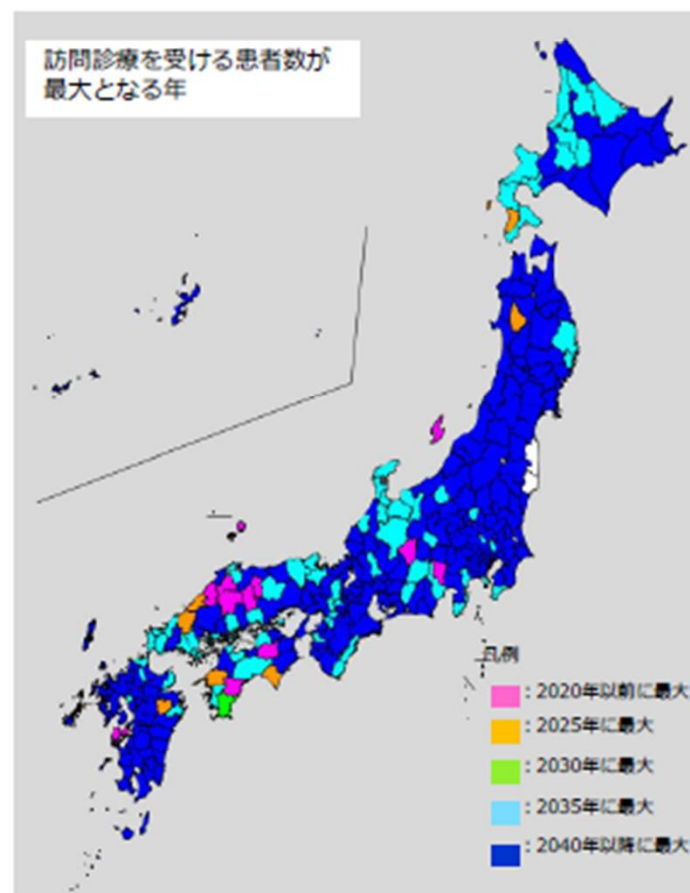 訪問診療を受ける患者数が
最大となる年
凡例
：2020年以前に最大
：2025年に最大
：2030年に最大
：2035年に最大
：2040年以降に最大